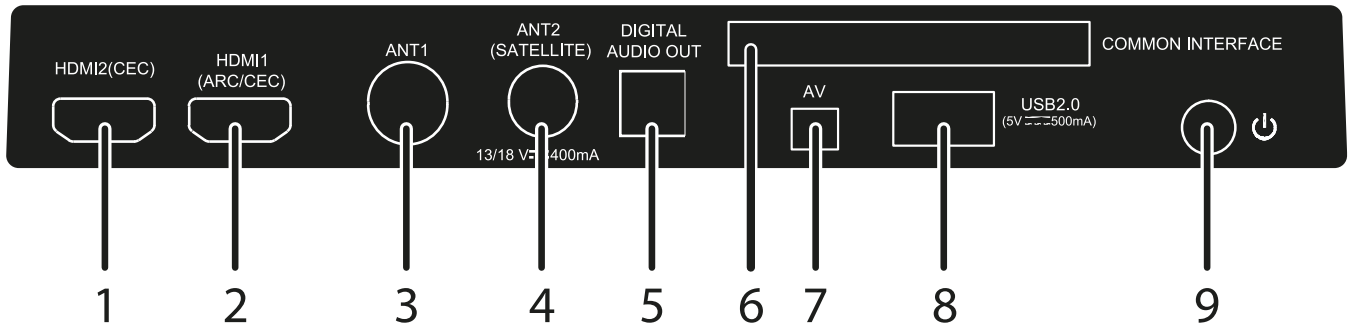 HDMI2(CEC)
HDMI1
(ARC/CEC)
ANT1
ANT2
(SATELLITE)
13/18 V⎓400mA
DIGITAL
AUDIO OUT
COMMON INTERFACE
AV
USB2.0
(5V⎓500mA)
1 2 3 4 5 6 7 8 9